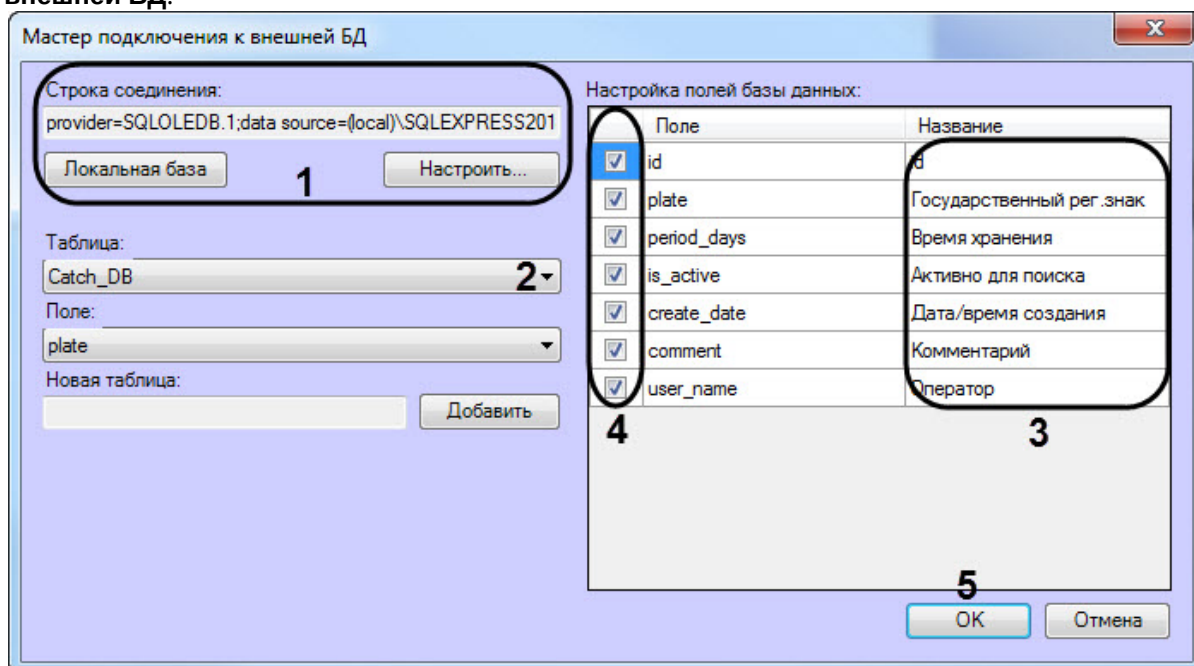 внешней БД.
Мастер подключения к внешней БД
X
Строка соединения:
provider=SQLOLEDB.1;data source=(local)\SQLEXPRESS201
Локальная база
1
Настроить...
Таблица:
Catch_DB
2
Поле:
plate
Новая таблица:
Добавить
Настройка полей базы данных:
Поле Название
id id
plate Государственный рег.знак
period_days Время хранения
is_active Активно для поиска
create_date Дата/время создания
comment Комментарий
user_name Оператор
4
3
5
OK
Отмена